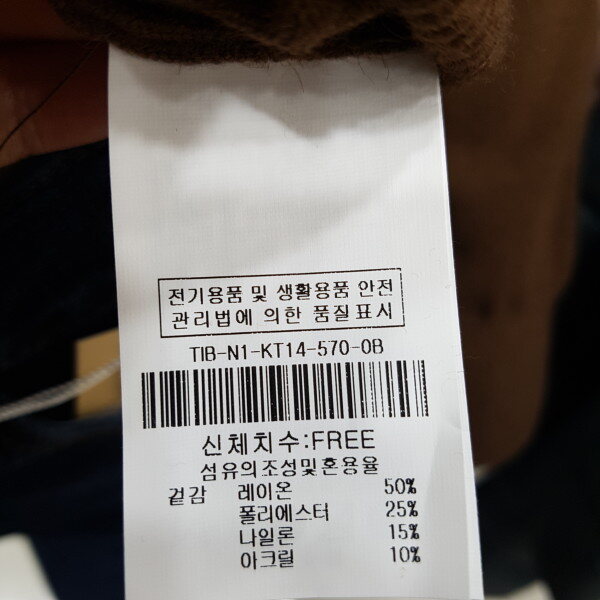 전기용품 및 생활용품 안전
관리법에 의한 품질표시
TIB-N1-KT14-570-0B
신체치수:FREE
섬유의조성및혼용율
겉감 레이온 50%
폴리에스터 25%
나일론 15%
아크릴 10%